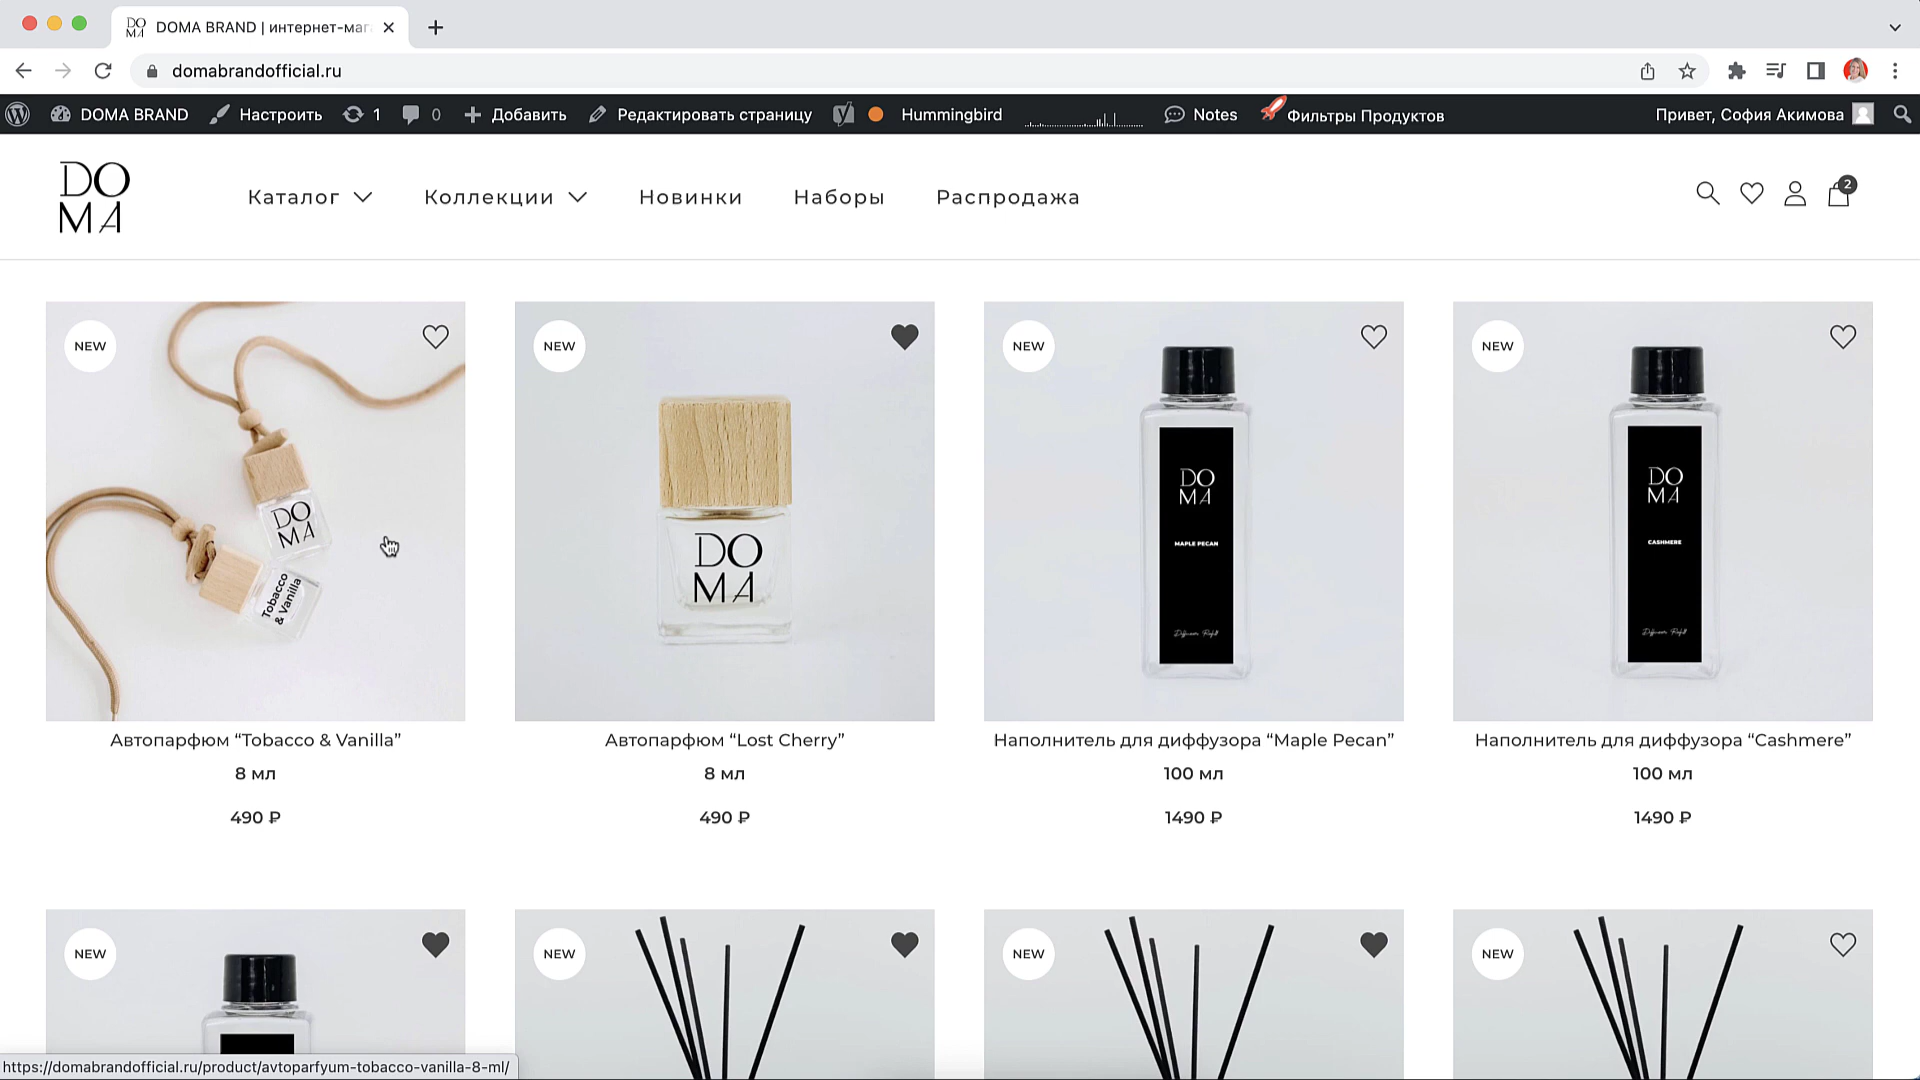 DOMA BRAND | интернет-маг
domabrandofficial.ru
DOMA BRAND Настроить 1 0 Добавить Редактировать страницу Hummingbird Notes Фильтры Продуктов Привет, София Акимова
DO
MA
Каталог Коллекции Новинки Наборы Распродажа
2
NEW
DO
MA
Tobacco
& Vanilla
NEW
DO
MA
NEW
DO
MA
MAPLE PECAN
Diffuser Refill
NEW
DO
MA
CASHMERE
Diffuser Refill
Автопарфюм “Tobacco & Vanilla”
8 мл
490 ₽
Автопарфюм “Lost Cherry”
8 мл
490 ₽
Наполнитель для диффузора “Maple Pecan”
100 мл
1490 ₽
Наполнитель для диффузора “Cashmere”
100 мл
1490 ₽
NEW
NEW
NEW
NEW
https://domabrandofficial.ru/product/avtoparfyum-tobacco-vanilla-8-ml/